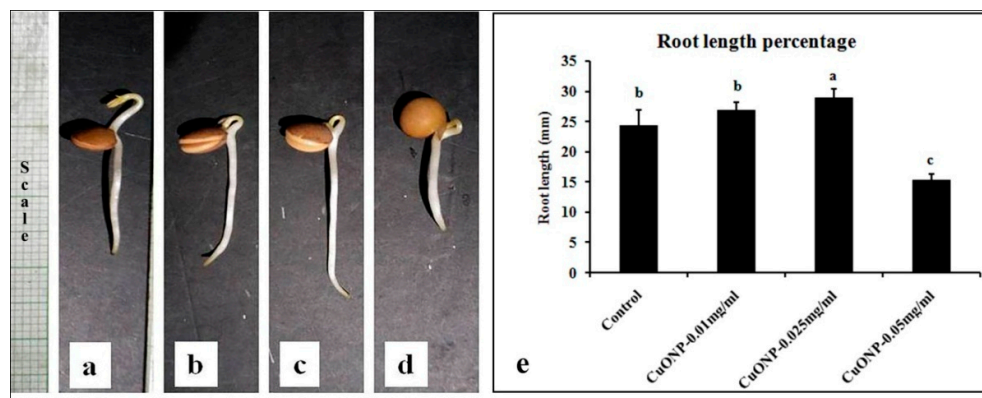 Scale
a
b
c
d
Root length percentage
Root length (mm)
35
30
25
20
15
10
5
0
b
b
a
c
Control
CuONP-0.01mg/ml
CuONP-0.025mg/ml
CuONP-0.05mg/ml
e